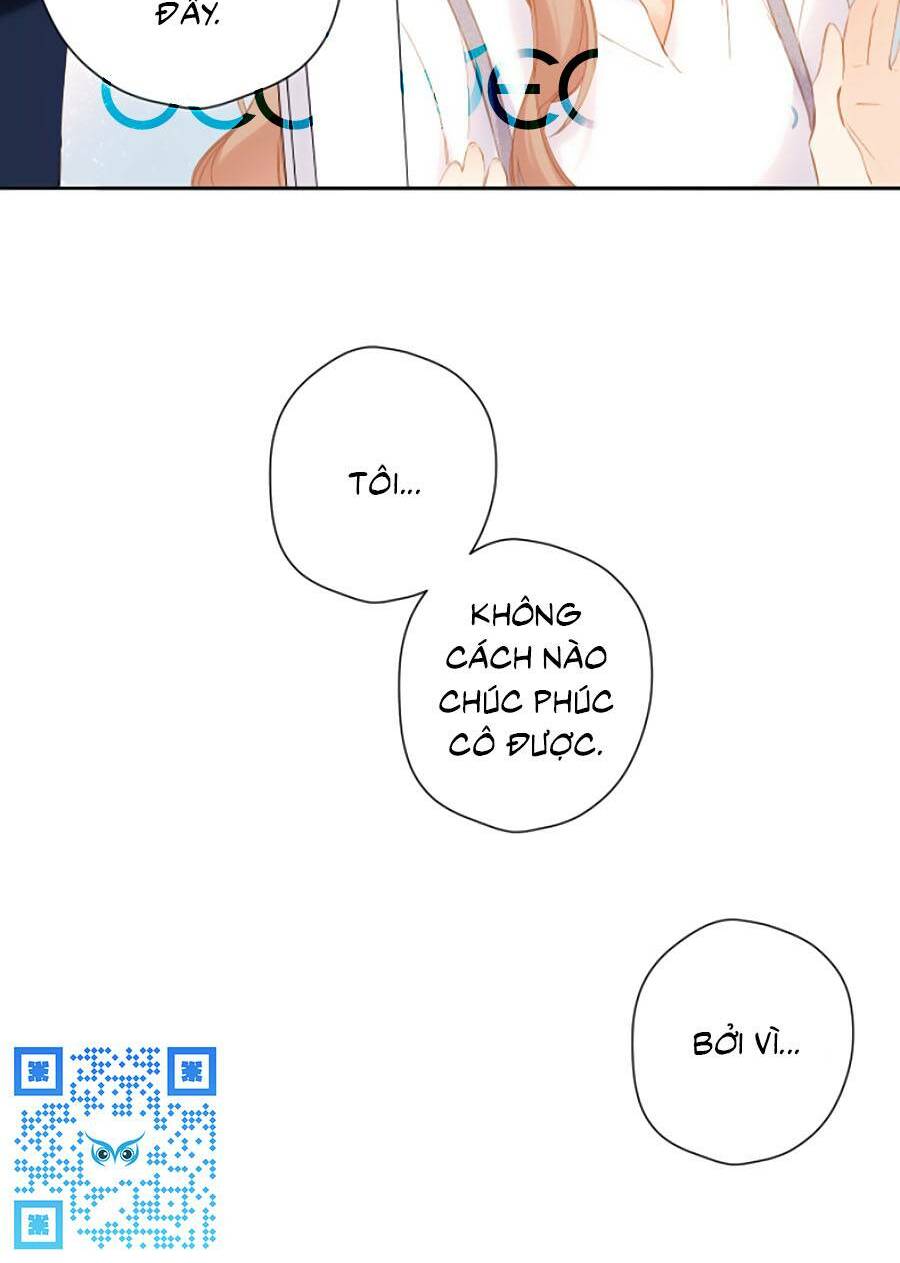 ĐÂY.
TÔI...
KHÔNG
CÁCH NÀO
CHÚC PHÚC
CÔ ĐƯỢC.
BỞI VÌ...